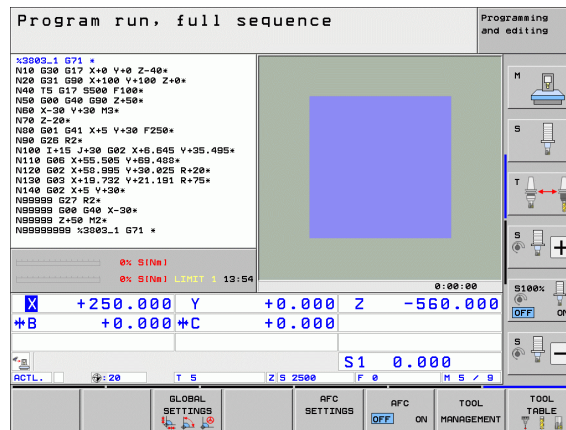 Program run, full sequence
Programming and editing
%3803_1 G71 *
N10 G30 G17 X+0 Y+0 Z-40*
N20 G31 G90 X+100 Y+100 Z+0*
N40 T5 G17 S500 F100*
N50 G00 G40 G90 Z+50*
N60 X-30 Y+30 M3*
N70 Z-20*
N80 G01 G41 X+5 Y+30 F250*
N90 G26 R2*
N100 I+15 J+30 G02 X+6.645 Y+35.495*
N110 G06 X+55.505 Y+69.488*
N120 G02 X+58.995 Y+30.025 R+20*
N130 G03 X+19.732 Y+21.191 R+75*
N140 G02 X+5 Y+30*
N99999 G27 R2*
N99999 G00 G40 X-30*
N99999 Z+50 M2*
N99999999 %3803_1 G71 *
0% S[Nm]
0% S[Nm] LIMIT 1 13:54
0:00:00
X +250.000 Y +0.000 Z -560.000
B +0.000 C +0.000
S1 0.000
ACTL. :20 T 5 Z S 2500 F 0 M 5 / 9
M
S
T
S
S100%
OFF ON
S
GLOBAL SETTINGS
AFC SETTINGS
AFC
OFF ON
TOOL MANAGEMENT
TOOL TABLE